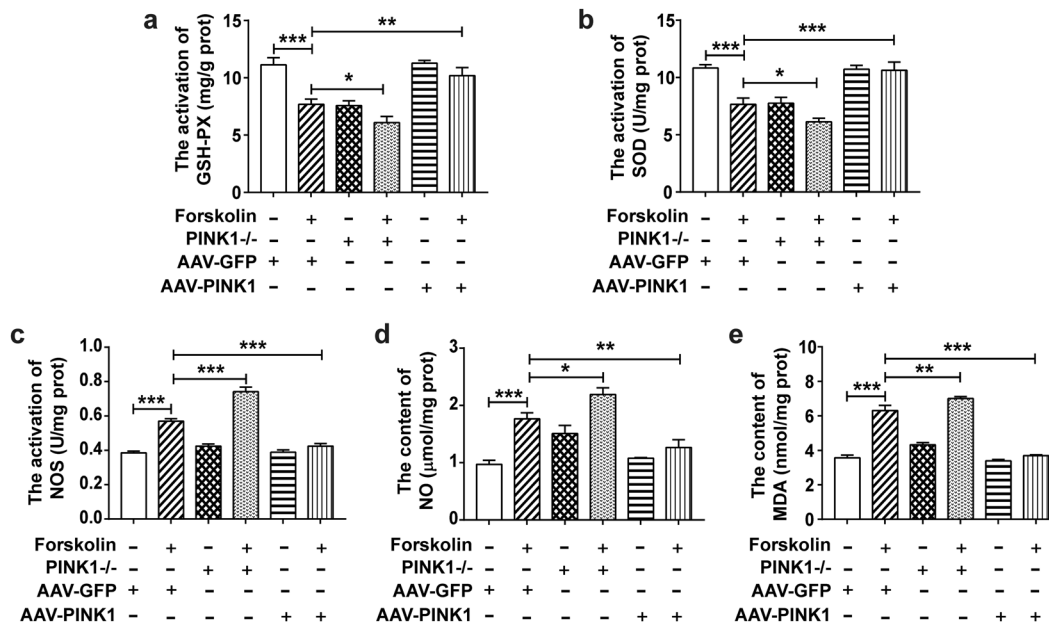 a
The activation of
GSH-PX (mg/g prot)
15
10
5
0
***
**
*
Forskolin – + – + – +
PINK1-/- – – + + – –
AAV-GFP + + – – – –
AAV-PINK1 – – – – + +
b
The activation of
SOD (U/mg prot)
15
10
5
0
***
***
*
Forskolin – + – + – +
PINK1-/- – – + + – –
AAV-GFP + + – – – –
AAV-PINK1 – – – – + +
c
The activation of
NOS (U/mg prot)
1.0
0.8
0.6
0.4
0.2
0.0
***
***
***
Forskolin – + – + – +
PINK1-/- – – + + – –
AAV-GFP + + – – – –
AAV-PINK1 – – – – + +
d
The content of
NO (μmol/mg prot)
3
2
1
0
**
*
***
Forskolin – + – + – +
PINK1-/- – – + + – –
AAV-GFP + + – – – –
AAV-PINK1 – – – – + +
e
The content of
MDA (nmol/mg prot)
8
6
4
2
0
***
**
***
Forskolin – + – + – +
PINK1-/- – – + + – –
AAV-GFP + + – – – –
AAV-PINK1 – – – – + +